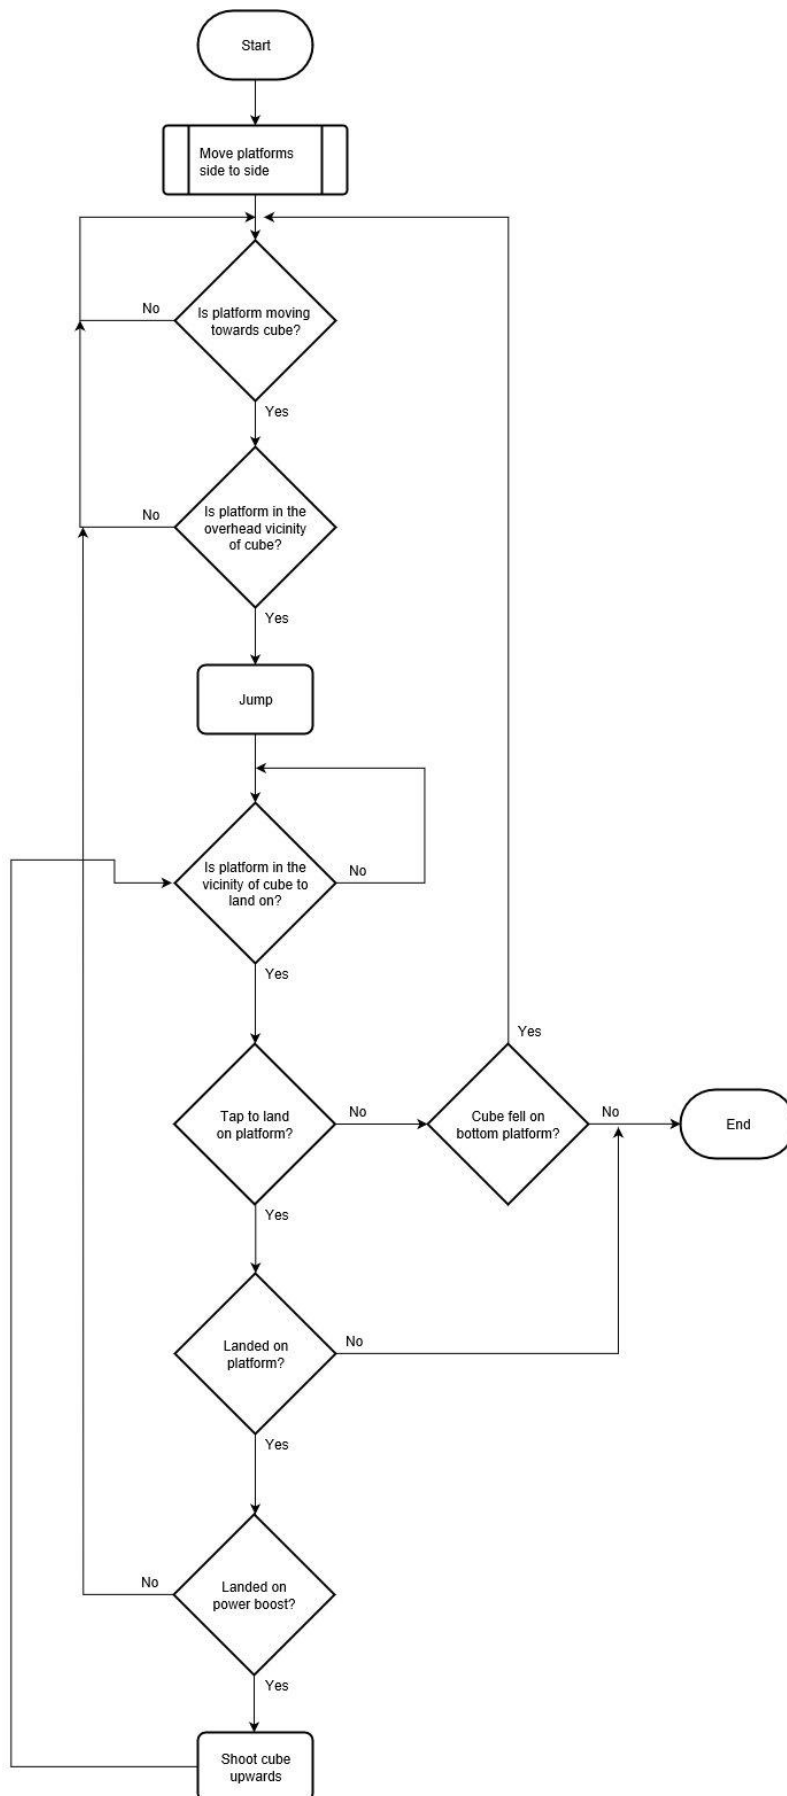 Start
Move platforms
side to side
Is platform moving
towards cube?
No
Yes
Is platform in the
overhead vicinity
of cube?
No
Yes
Jump
Is platform in the
vicinity of cube to
land on?
No
Yes
Tap to land
on platform?
No
Yes
Cube fell on
bottom platform?
Yes
No
End
Landed on
platform?
No
Yes
Landed on
power boost?
No
Yes
Shoot cube
upwards